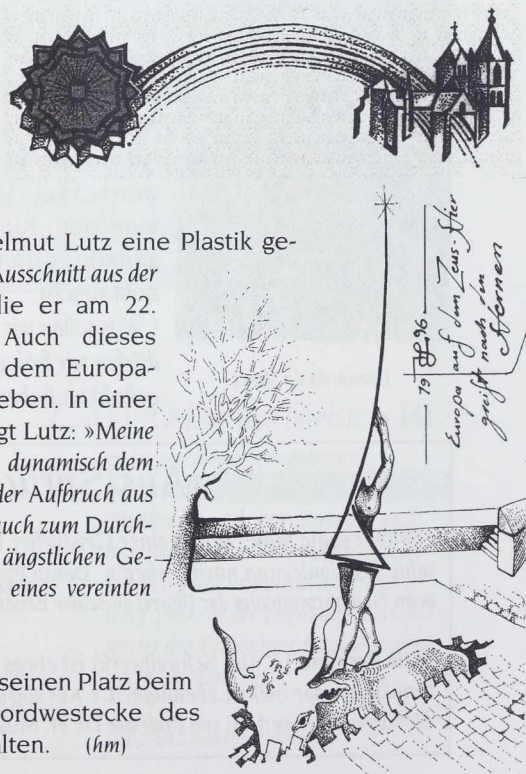 elmut Lutz eine Plastik ge-
Ausschnitt aus der
die er am 22.
Auch dieses
dem Europa-
eben. In einer
gt Lutz: »Meine
dynamisch dem
der Aufbruch aus
auch zum Durch-
ängstlichen Ge-
eines vereinten
seinen Platz beim
ordwestecke des
lten. (hm)
19 96
Europa auf dem Zeus-Stier
greift nach den
Sternen